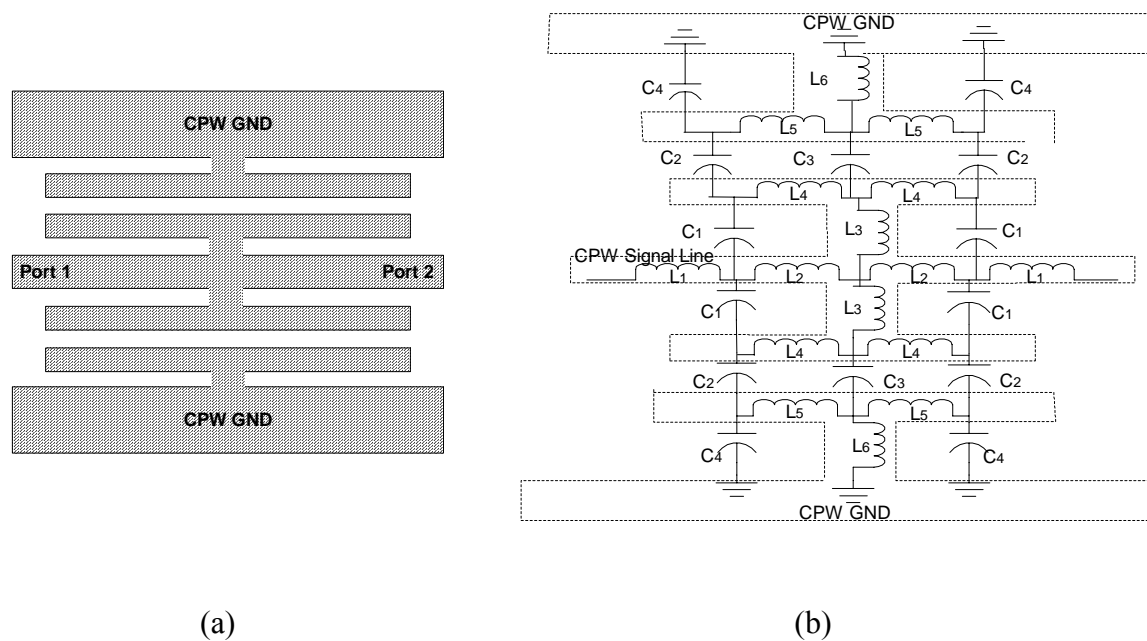 CPW GND
Port 1 Port 2
CPW GND
(a)
CPW GND
C4 L6 C4
L5 L5
C2 C3 C2
L4 L4
C1 L3 C1
CPW Signal Line
L1 L2 L2 L1
C1 L3 C1
L4 L4
C2 C3 C2
L5 L5
C4 L6 C4
CPW GND
(b)